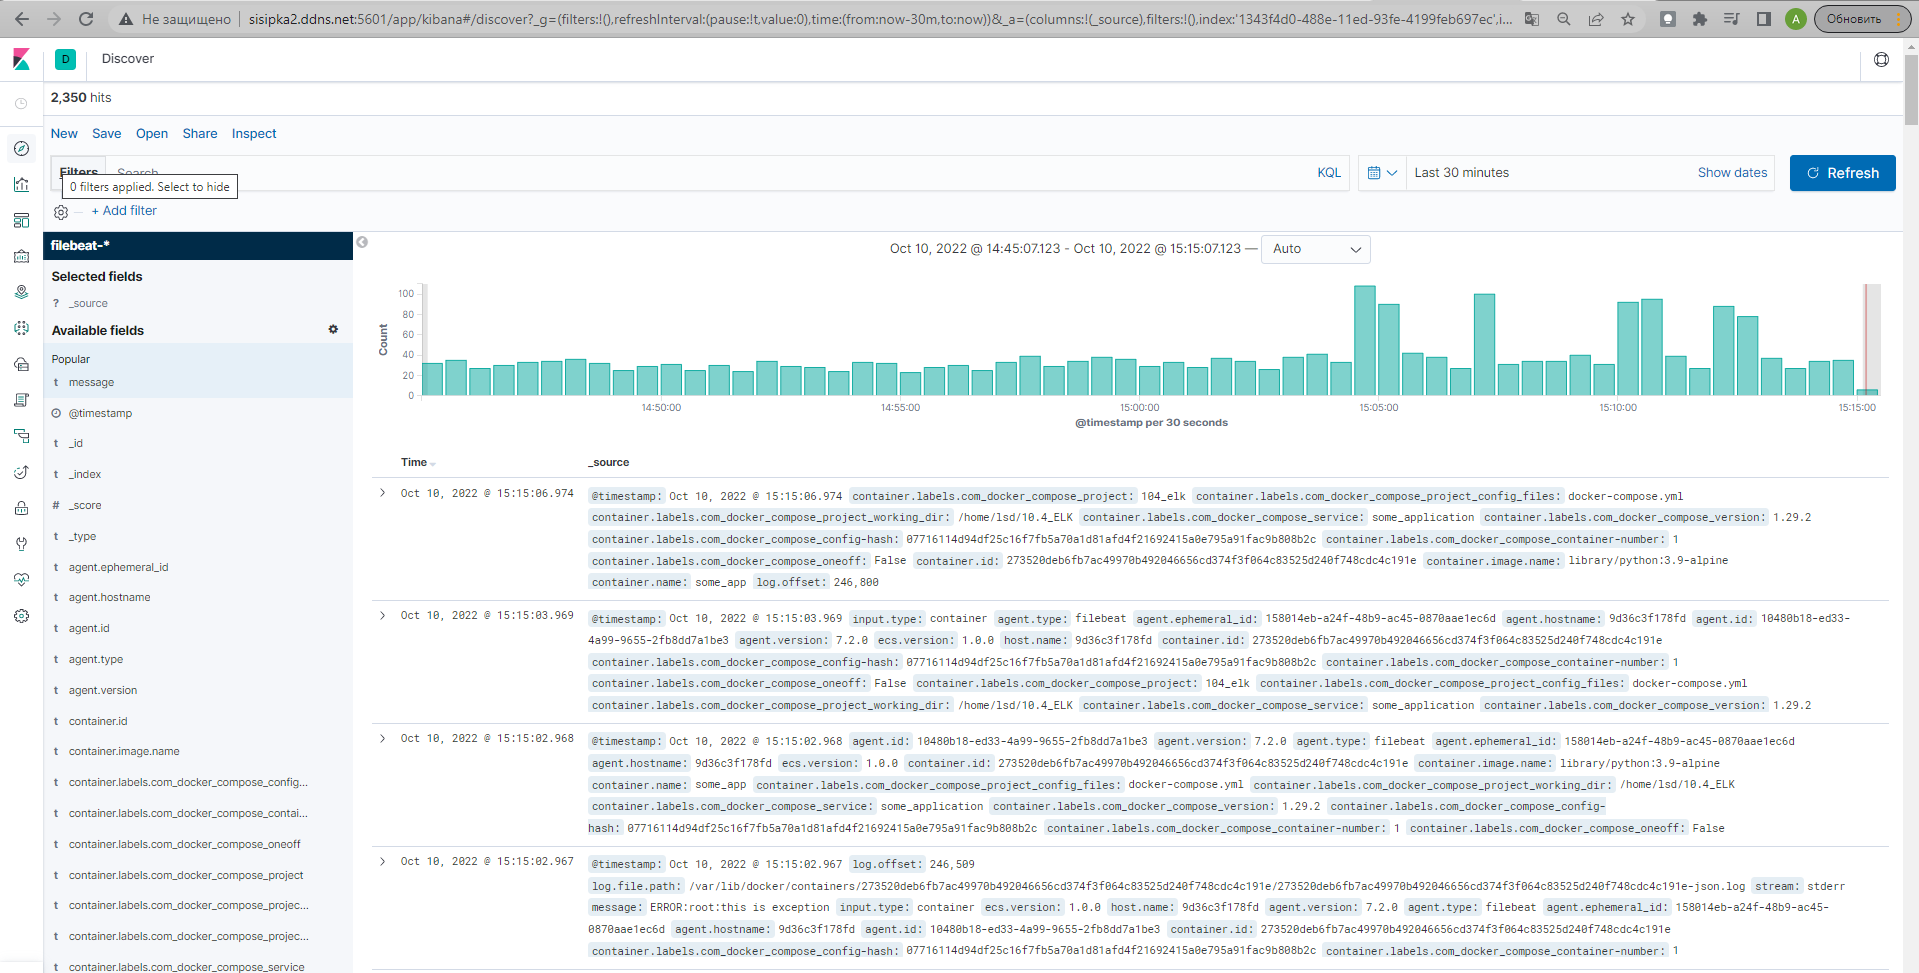 Не защищено
sisipka2.ddns.net:5601/app/kibana#/discover?_g=(filters:!(),refreshInterval:(pause:!t,value:0),time:(from:now-30m,to:now))&_a=(columns:!(_source),filters:!(),index:'1343f4d0-488e-11ed-93fe-4199feb697ec',i...
A
Обновить
D
Discover
2,350 hits
New Save Open Share Inspect
Filters
Search
KQL
Last 30 minutes
Show dates
Refresh
0 filters applied. Select to hide
+ Add filter
filebeat-*
Selected fields
? _source
Available fields
Popular
t message
@timestamp
t _id
t _index
# _score
t _type
t agent.ephemeral_id
t agent.hostname
t agent.id
t agent.type
t agent.version
t container.id
t container.image.name
t container.labels.com_docker_compose_config...
t container.labels.com_docker_compose_contai...
t container.labels.com_docker_compose_oneoff
t container.labels.com_docker_compose_project
t container.labels.com_docker_compose_projec...
t container.labels.com_docker_compose_projec...
t container.labels.com_docker_compose_service
Oct 10, 2022 @ 14:45:07.123 - Oct 10, 2022 @ 15:15:07.123 —
Auto
Count
100
80
60
40
20
0
14:50:00 14:55:00 15:00:00 15:05:00 15:10:00 15:15:00
@timestamp per 30 seconds
Time _source
Oct 10, 2022 @ 15:15:06.974
@timestamp: Oct 10, 2022 @ 15:15:06.974 container.labels.com_docker_compose_project: 104_elk container.labels.com_docker_compose_project_config_files: docker-compose.yml
container.labels.com_docker_compose_project_working_dir: /home/lsd/10.4_ELK container.labels.com_docker_compose_service: some_application container.labels.com_docker_compose_version: 1.29.2
container.labels.com_docker_compose_config-hash: 07716114d94df25c16f7fb5a70a1d81afd4f21692415a0e795a91fac9b808b2c container.labels.com_docker_compose_container-number: 1
container.labels.com_docker_compose_oneoff: False container.id: 273520deb6fb7ac49970b492046656cd374f3f064c83525d240f748cdc4c191e container.image.name: library/python:3.9-alpine
container.name: some_app log.offset: 246,800
Oct 10, 2022 @ 15:15:03.969
@timestamp: Oct 10, 2022 @ 15:15:03.969 input.type: container agent.type: filebeat agent.ephemeral_id: 158014eb-a24f-48b9-ac45-0870aae1ec6d agent.hostname: 9d36c3f178fd agent.id: 10480b18-ed33-
4a99-9655-2fb8dd7a1be3 agent.version: 7.2.0 ecs.version: 1.0.0 host.name: 9d36c3f178fd container.id: 273520deb6fb7ac49970b492046656cd374f3f064c83525d240f748cdc4c191e
container.labels.com_docker_compose_config-hash: 07716114d94df25c16f7fb5a70a1d81afd4f21692415a0e795a91fac9b808b2c container.labels.com_docker_compose_container-number: 1
container.labels.com_docker_compose_oneoff: False container.labels.com_docker_compose_project: 104_elk container.labels.com_docker_compose_project_config_files: docker-compose.yml
container.labels.com_docker_compose_project_working_dir: /home/lsd/10.4_ELK container.labels.com_docker_compose_service: some_application container.labels.com_docker_compose_version: 1.29.2
Oct 10, 2022 @ 15:15:02.968
@timestamp: Oct 10, 2022 @ 15:15:02.968 agent.id: 10480b18-ed33-4a99-9655-2fb8dd7a1be3 agent.version: 7.2.0 agent.type: filebeat agent.ephemeral_id: 158014eb-a24f-48b9-ac45-0870aae1ec6d
agent.hostname: 9d36c3f178fd ecs.version: 1.0.0 container.id: 273520deb6fb7ac49970b492046656cd374f3f064c83525d240f748cdc4c191e container.image.name: library/python:3.9-alpine
container.name: some_app container.labels.com_docker_compose_project_config_files: docker-compose.yml container.labels.com_docker_compose_project_working_dir: /home/lsd/10.4_ELK
container.labels.com_docker_compose_service: some_application container.labels.com_docker_compose_version: 1.29.2 container.labels.com_docker_compose_config-
hash: 07716114d94df25c16f7fb5a70a1d81afd4f21692415a0e795a91fac9b808b2c container.labels.com_docker_compose_container-number: 1 container.labels.com_docker_compose_oneoff: False
Oct 10, 2022 @ 15:15:02.967
@timestamp: Oct 10, 2022 @ 15:15:02.967 log.offset: 246,509
log.file.path: /var/lib/docker/containers/273520deb6fb7ac49970b492046656cd374f3f064c83525d240f748cdc4c191e/273520deb6fb7ac49970b492046656cd374f3f064c83525d240f748cdc4c191e-json.log stream: stderr
message: ERROR:root:this is exception input.type: container ecs.version: 1.0.0 host.name: 9d36c3f178fd agent.version: 7.2.0 agent.type: filebeat agent.ephemeral_id: 158014eb-a24f-48b9-ac45-
0870aae1ec6d agent.hostname: 9d36c3f178fd agent.id: 10480b18-ed33-4a99-9655-2fb8dd7a1be3 container.id: 273520deb6fb7ac49970b492046656cd374f3f064c83525d240f748cdc4c191e
container.labels.com_docker_compose_config-hash: 07716114d94df25c16f7fb5a70a1d81afd4f21692415a0e795a91fac9b808b2c container.labels.com_docker_compose_container-number: 1